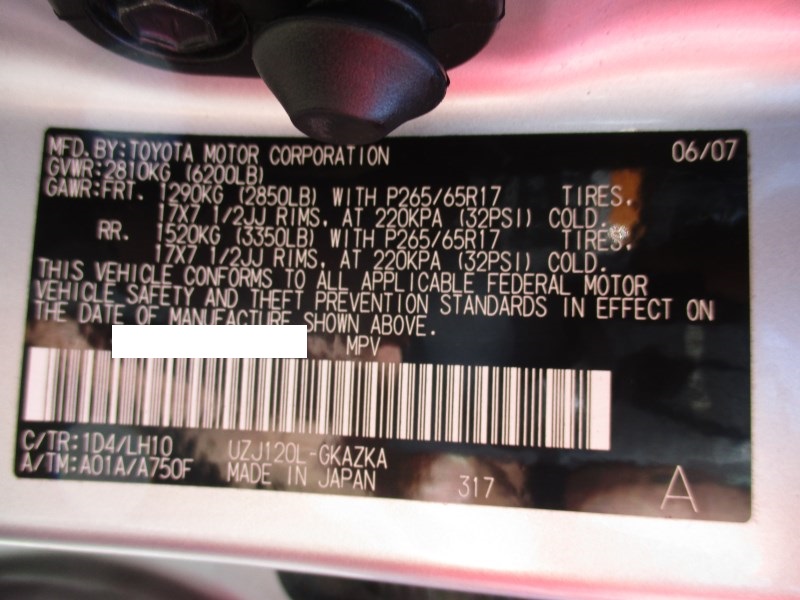 MFD. BY: TOYOTA MOTOR CORPORATION 06/07
GVWR: 2810KG (6200LB)
GAWR: FRT. 1290KG (2850LB) WITH P265/65R17 TIRES,
17X7 1/2JJ RIMS, AT 220KPA (32PSI) COLD.
RR. 1520KG (3350LB) WITH P265/65R17 TIRES,
17X7 1/2JJ RIMS, AT 220KPA (32PSI) COLD.
THIS VEHICLE CONFORMS TO ALL APPLICABLE FEDERAL MOTOR
VEHICLE SAFETY AND THEFT PREVENTION STANDARDS IN EFFECT ON
THE DATE OF MANUFACTURE SHOWN ABOVE.
MPV
C/TR: 1D4/LH10 UZJ120L-GKAZKA
A/TM: A01A/A750F MADE IN JAPAN 317 A